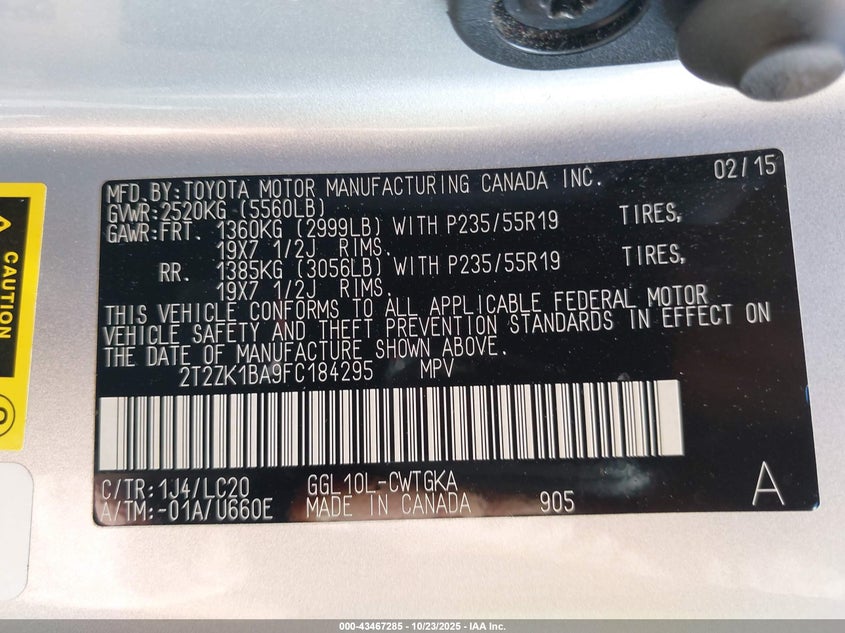 MFD.BY:TOYOTA MOTOR MANUFACTURING CANADA INC. 02/15
GVWR:2520KG (5560LB)
GAWR:FRT. 1360KG (2999LB) WITH P235/55R19 TIRES,
19X7 1/2J RIMS.
RR. 1385KG (3056LB) WITH P235/55R19 TIRES,
19X7 1/2J RIMS.
THIS VEHICLE CONFORMS TO ALL APPLICABLE FEDERAL MOTOR
VEHICLE SAFETY AND THEFT PREVENTION STANDARDS IN EFFECT ON
THE DATE OF MANUFACTURE SHOWN ABOVE.
2T2ZK1BA9FC184295 MPV
C/TR:1J4/LC20 GGL10L-CWTGKA A
A/TM:-01A/U660E MADE IN CANADA 905
CAUTION
000-43467285 - 10/23/2025 - IAA Inc.